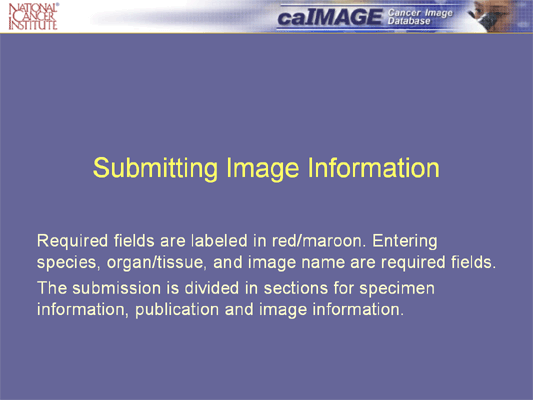 NATIONAL
CANCER
INSTITUTE®
caIMAGE Cancer Image
Database
Submitting Image Information
Required fields are labeled in red/maroon. Entering
species, organ/tissue, and image name are required fields.
The submission is divided in sections for specimen
information, publication and image information.